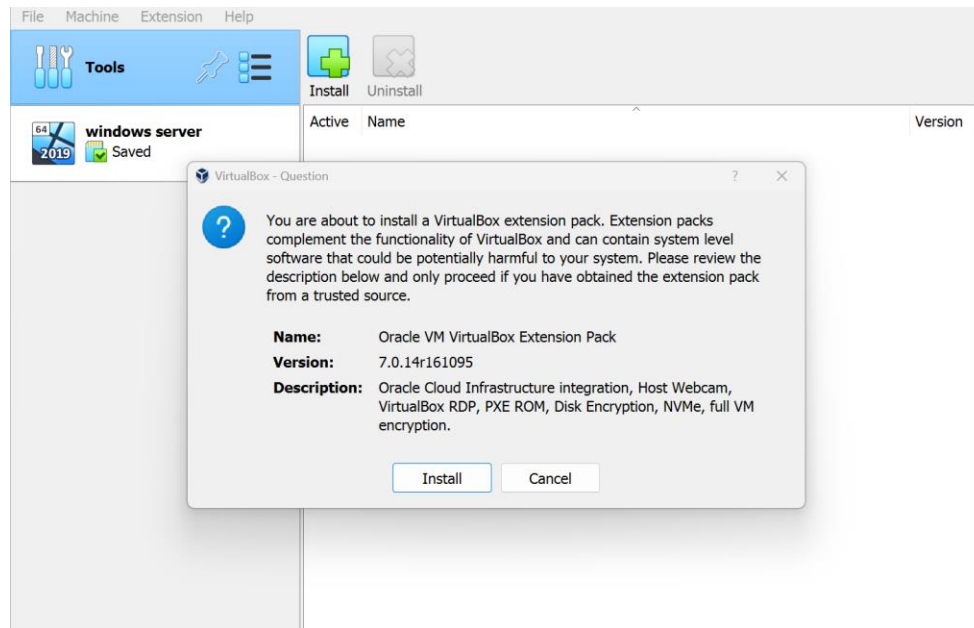 File Machine Extension Help
Tools
Install Uninstall
Active Name Version
64
2019
windows server
Saved
VirtualBox - Question ? ×
?
You are about to install a VirtualBox extension pack. Extension packs
complement the functionality of VirtualBox and can contain system level
software that could be potentially harmful to your system. Please review the
description below and only proceed if you have obtained the extension pack
from a trusted source.
Name: Oracle VM VirtualBox Extension Pack
Version: 7.0.14r161095
Description: Oracle Cloud Infrastructure integration, Host Webcam,
VirtualBox RDP, PXE ROM, Disk Encryption, NVMe, full VM
encryption.
Install Cancel